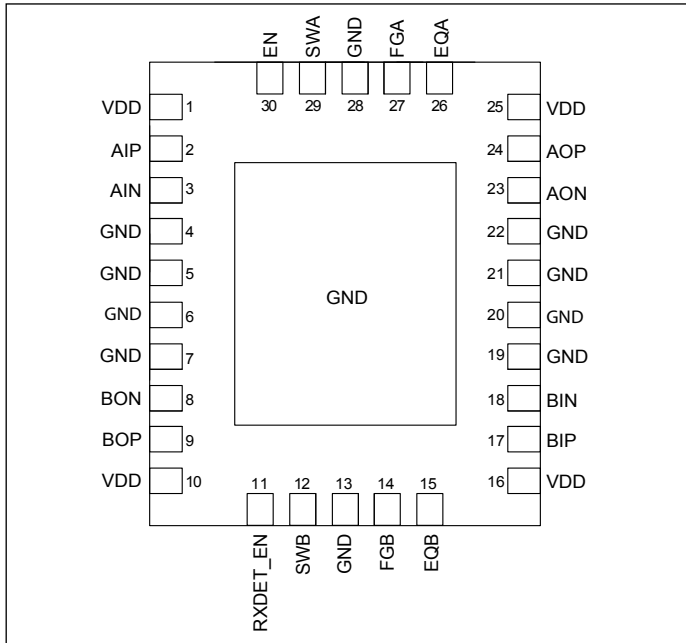 EN SWA GND FGA EQA
30 29 28 27 26
VDD 1 25 VDD
AIP 2 24 AOP
AIN 3 23 AON
GND 4 22 GND
GND 5 21 GND
GND
GND 6 20 GND
GND 7 19 GND
BON 8 18 BIN
BOP 9 17 BIP
VDD 10 16 VDD
11 12 13 14 15
RXDET_EN SWB GND FGB EQB